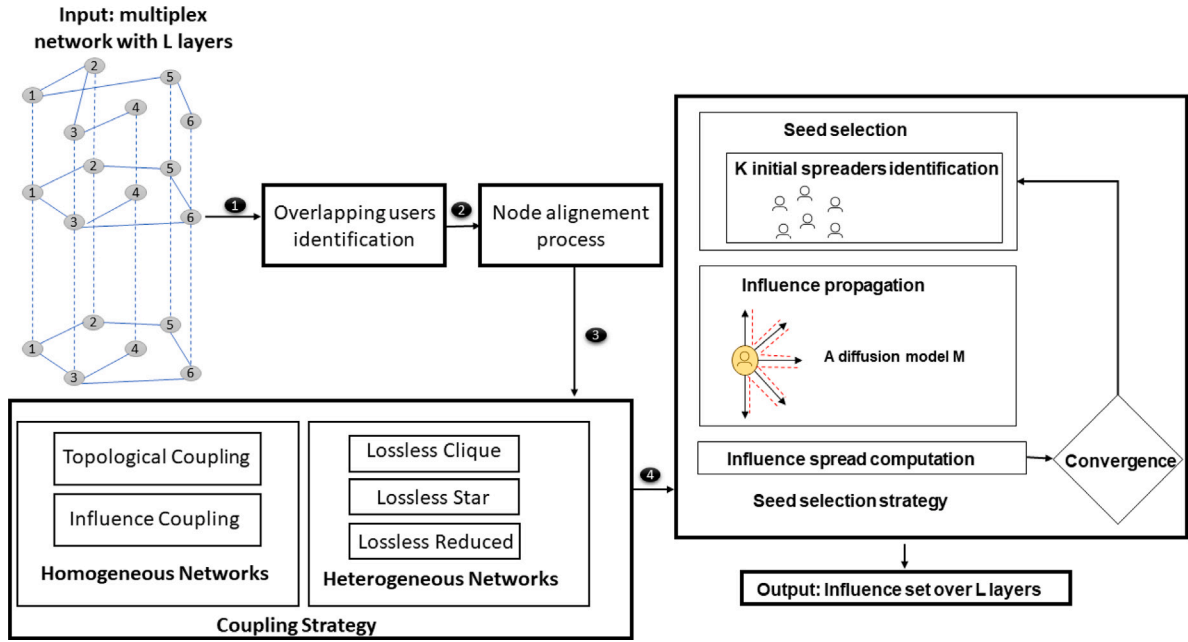 Input: multiplex
network with L layers
2
5
1
4
6
3
2
5
1
4
6
3
2
5
1
4
6
3
1
Overlapping users
identification
2
Node alignement
process
3
Topological Coupling
Influence Coupling
Homogeneous Networks
Lossless Clique
Lossless Star
Lossless Reduced
Heterogeneous Networks
Coupling Strategy
4
Seed selection
K initial spreaders identification
Influence propagation
A diffusion model M
Influence spread computation
Convergence
Seed selection strategy
Output: Influence set over L layers